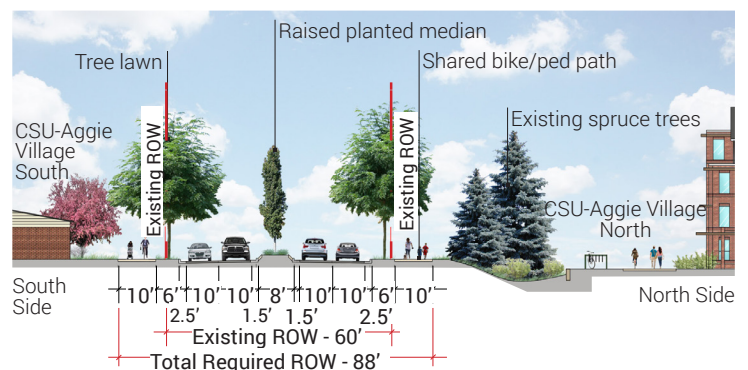 Raised planted median
Tree lawn
Shared bike/ped path
Existing ROW
Existing ROW
Existing spruce trees
CSU-Aggie
Village
South
CSU-Aggie Village
North
South
Side
10’ 6’ 10’ 10’ 8’ 10’ 10’ 6’ 10’
2.5’ 1.5’ 1.5’ 2.5’
North Side
Existing ROW - 60’
Total Required ROW - 88’